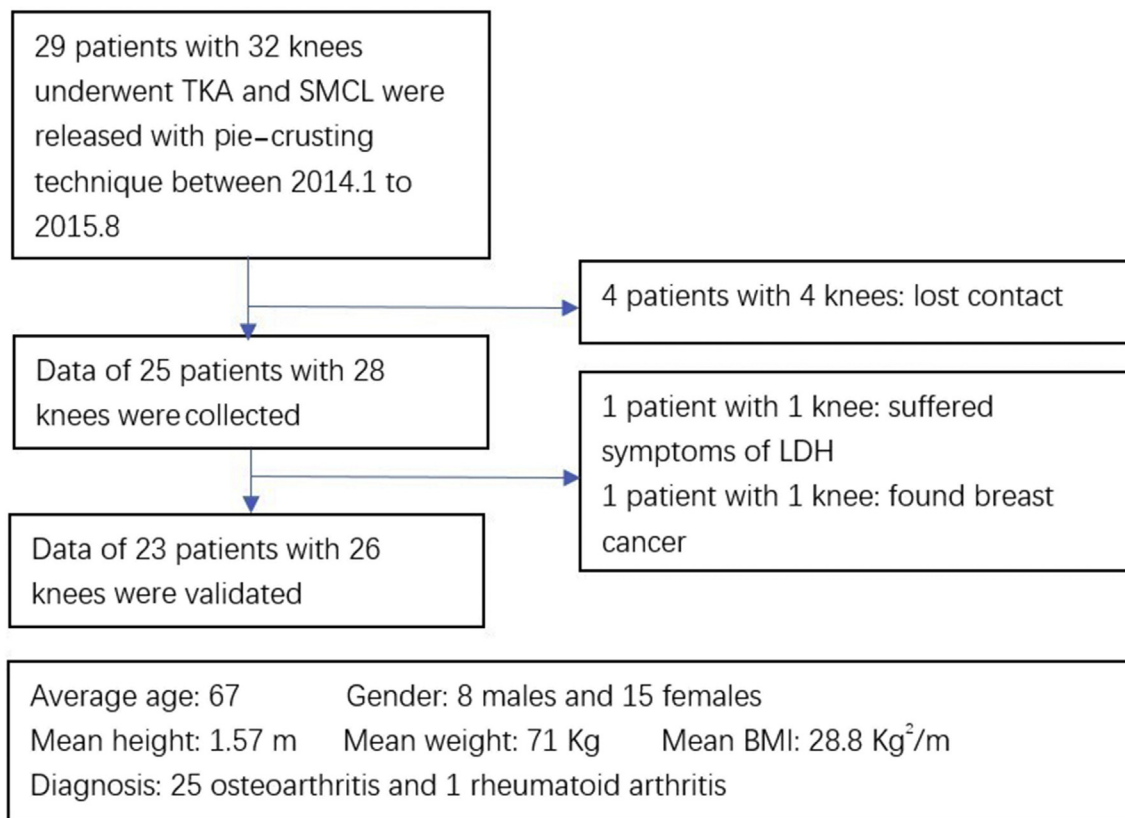 29 patients with 32 knees
underwent TKA and SMCL were
released with pie-crusting
technique between 2014.1 to
2015.8
4 patients with 4 knees: lost contact
Data of 25 patients with 28
knees were collected
1 patient with 1 knee: suffered
symptoms of LDH
1 patient with 1 knee: found breast
cancer
Data of 23 patients with 26
knees were validated
Average age: 67 Gender: 8 males and 15 females
Mean height: 1.57 m Mean weight: 71 Kg Mean BMI: 28.8 Kg²/m
Diagnosis: 25 osteoarthritis and 1 rheumatoid arthritis